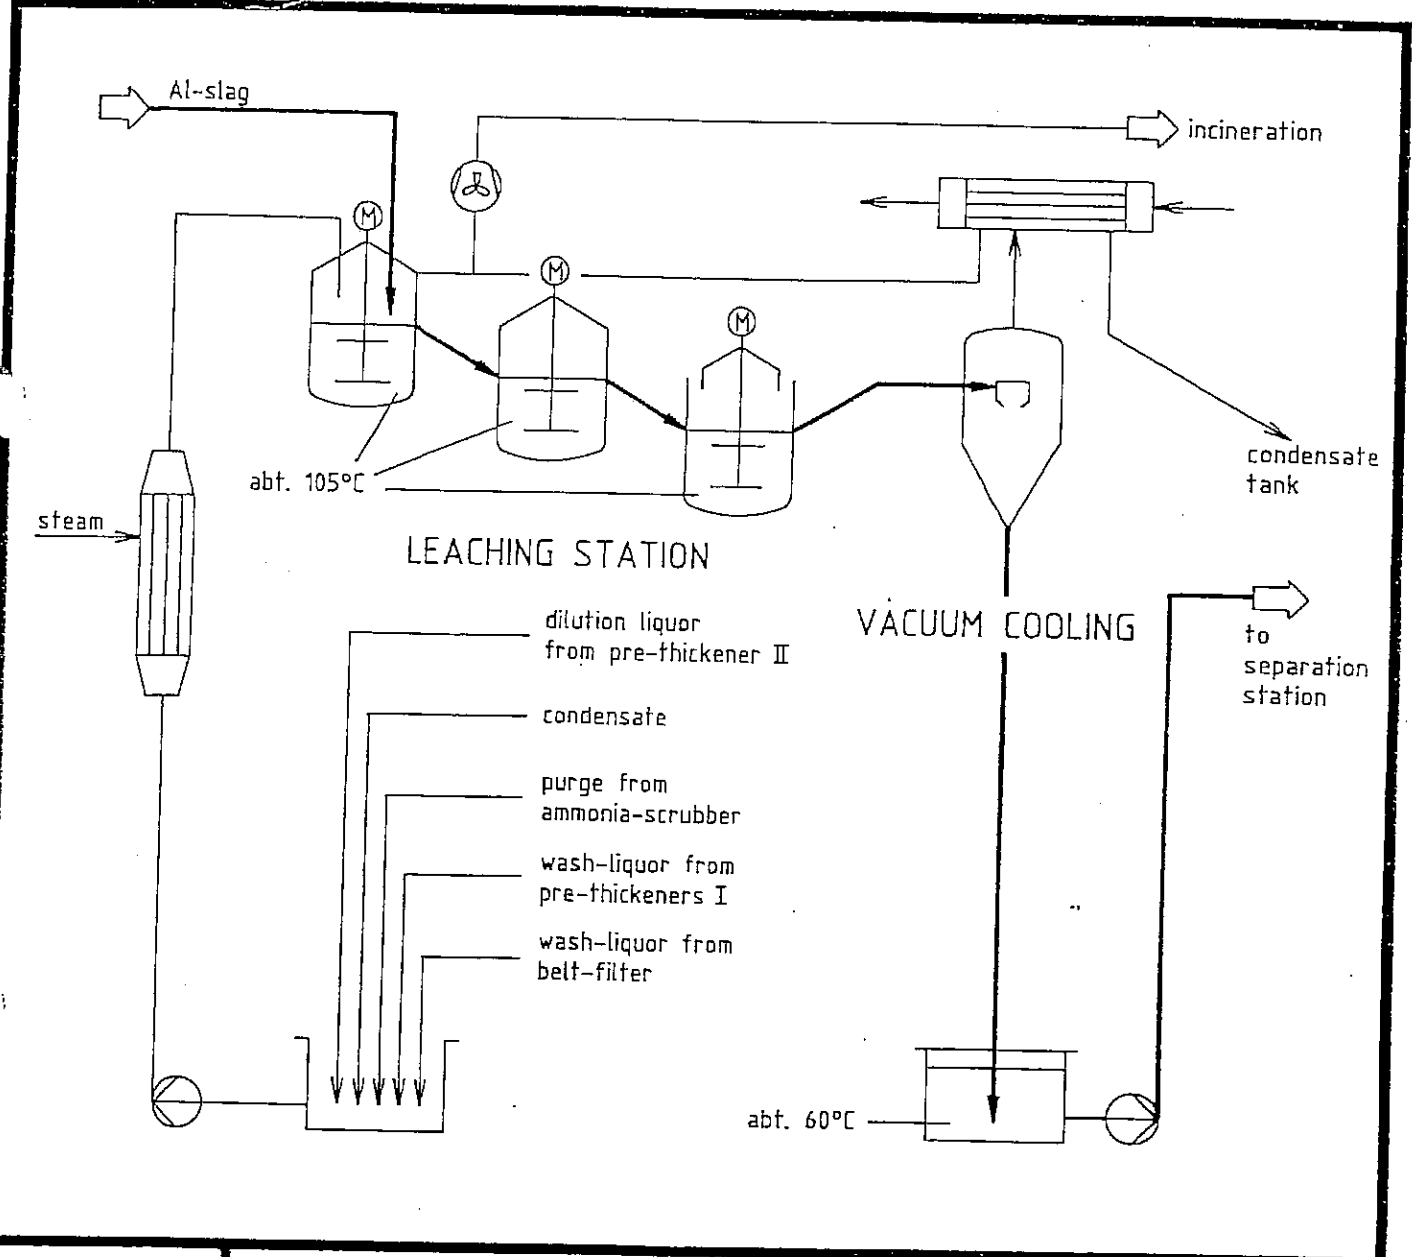 Al-slag
incineration
M
M
M
condensate
tank
abt. 105°C
steam
LEACHING STATION
VACUUM COOLING
to
separation
station
dilution liquor
from pre-thickener II
condensate
purge from
ammonia-scrubber
wash-liquor from
pre-thickeners I
wash-liquor from
belt-filter
abt. 60°C